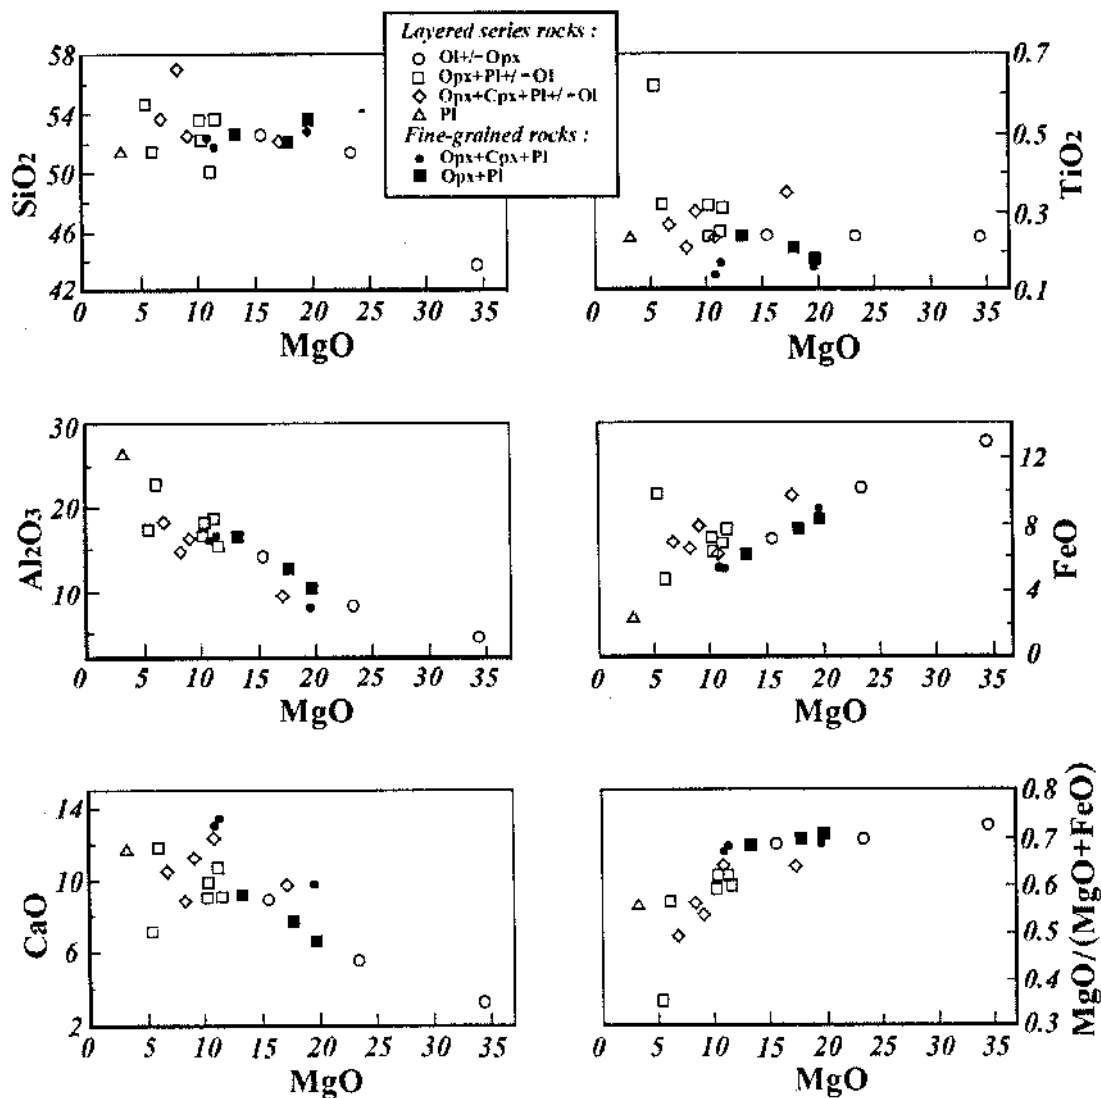 Layered series rocks :
Ol+/-Opx
Opx+Pl+/-Ol
Opx+Cpx+Pl+/-Ol
Pl
Fine-grained rocks :
Opx+Cpx+Pl
Opx+Pl
58
54
50
46
42
SiO2
0 5 10 15 20 25 30 35
MgO
0.7
0.5
0.3
0.1
TiO2
0 5 10 15 20 25 30 35
MgO
30
20
10
Al2O3
0 5 10 15 20 25 30 35
MgO
12
8
4
0
FeO
0 5 10 15 20 25 30 35
MgO
14
10
6
2
CaO
0 5 10 15 20 25 30 35
MgO
0.8
0.7
0.6
0.5
0.4
0.3
MgO/(MgO+FeO)
0 5 10 15 20 25 30 35
MgO